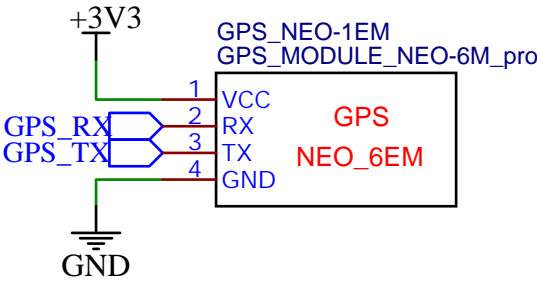 +3V3
GPS_NEO-1EM
GPS_MODULE_NEO-6M_pro
1 VCC
GPS_RX 2 RX
GPS_TX 3 TX
4 GND
GPS
NEO_6EM
GND